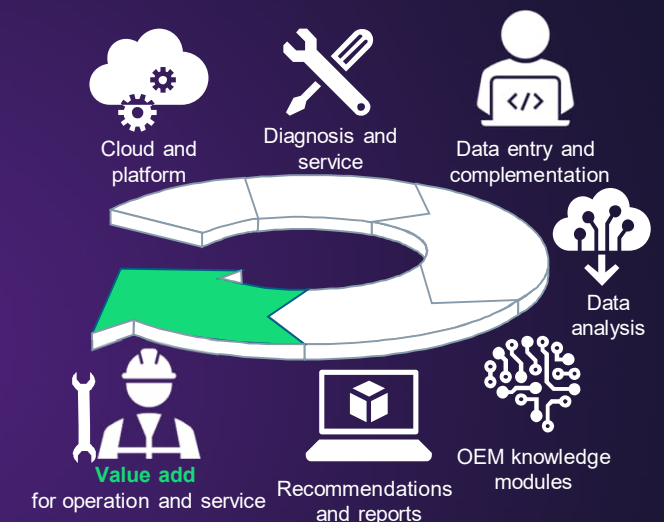 Cloud and
platform
Diagnosis and
service
</>
Data entry and
complementation
Data
analysis
OEM knowledge
modules
Recommendations
and reports
Value add
for operation and service